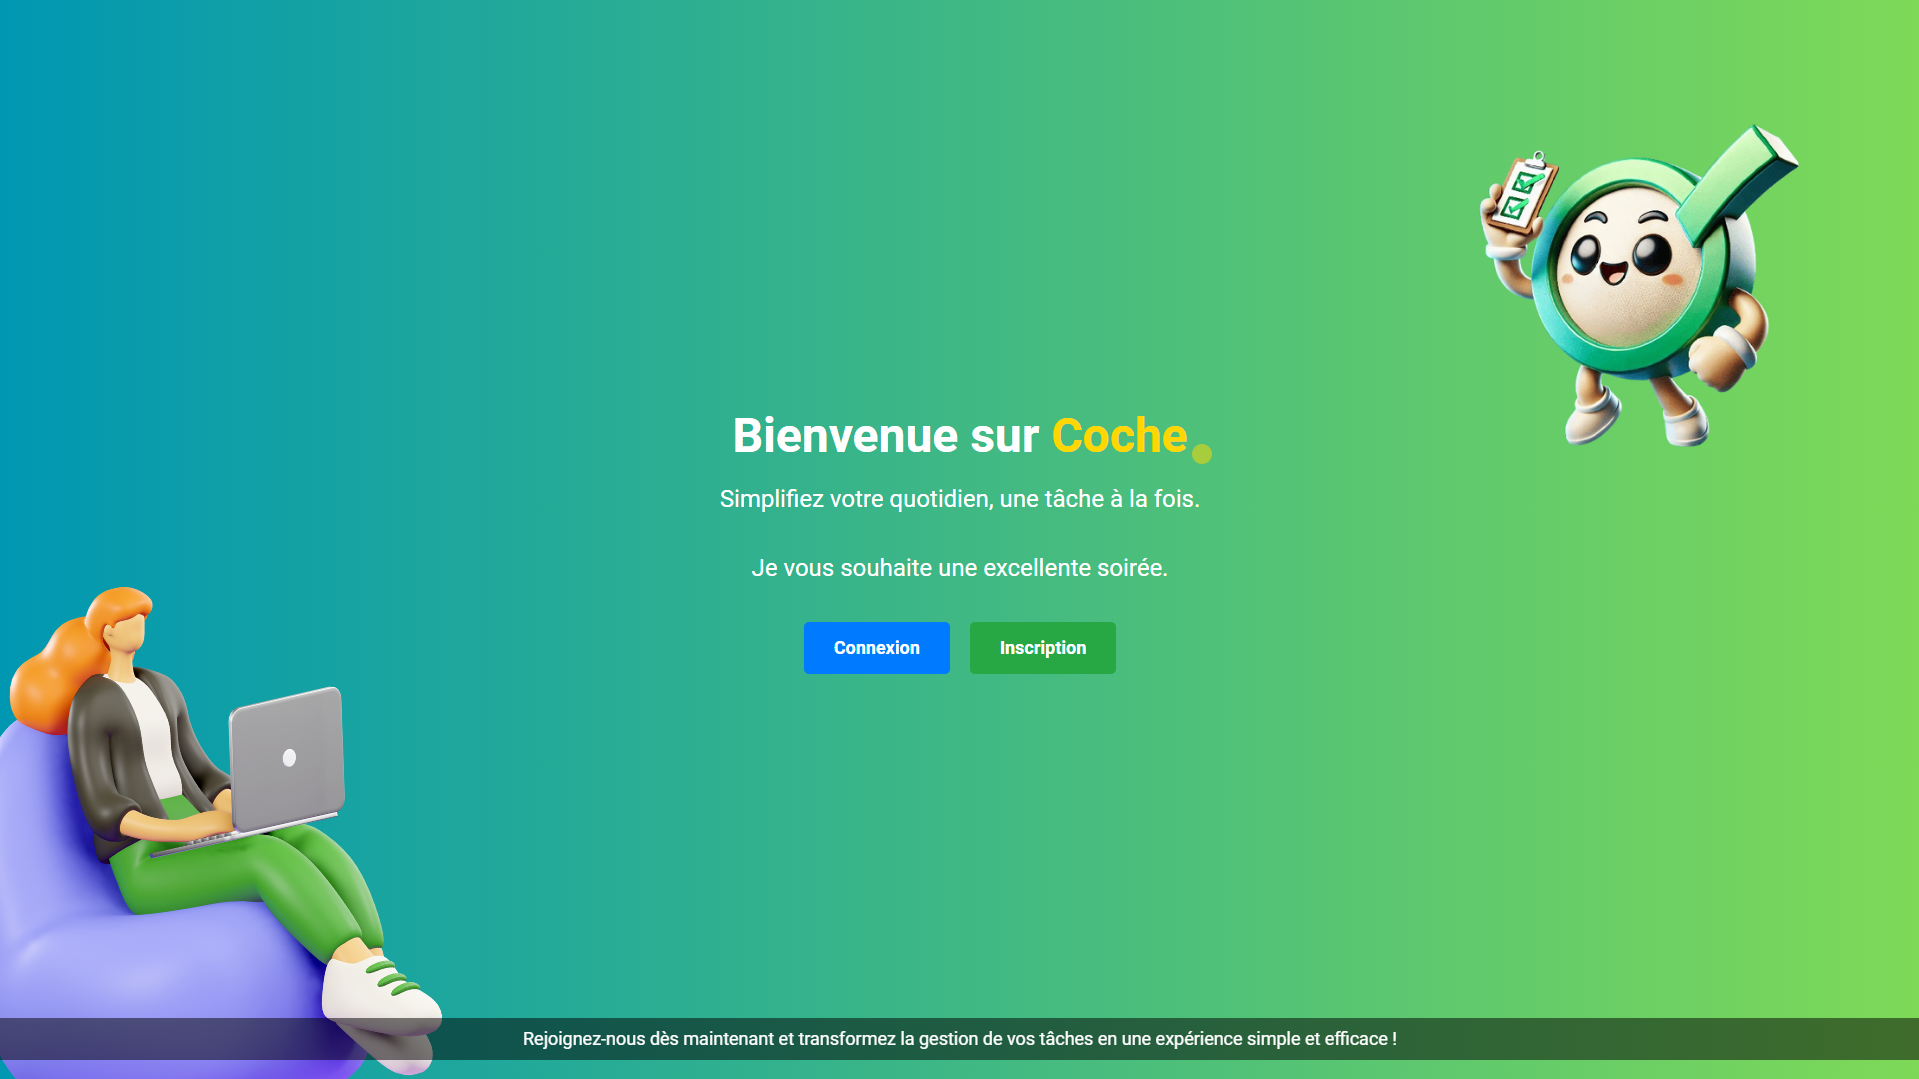 Bienvenue sur Coche
Simplifiez votre quotidien, une tâche à la fois.
Je vous souhaite une excellente soirée.
Connexion
Inscription
Rejoignez-nous dès maintenant et transformez la gestion de vos tâches en une expérience simple et efficace !